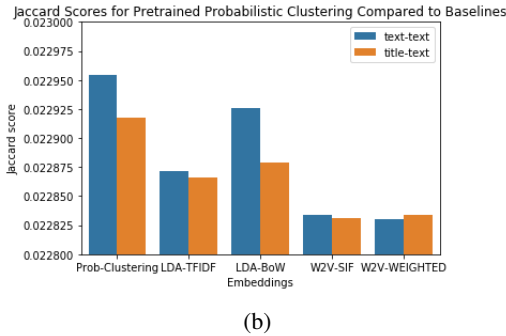 Jaccard Scores for Pretrained Probabilistic Clustering Compared to Baselines
0.023000
0.022975
0.022950
0.022925
0.022900
0.022875
0.022850
0.022825
0.022800
Jaccard score
text-text
title-text
Prob-Clustering LDA-TFIDF LDA-BoW W2V-SIF W2V-WEIGHTED
Embeddings
(b)